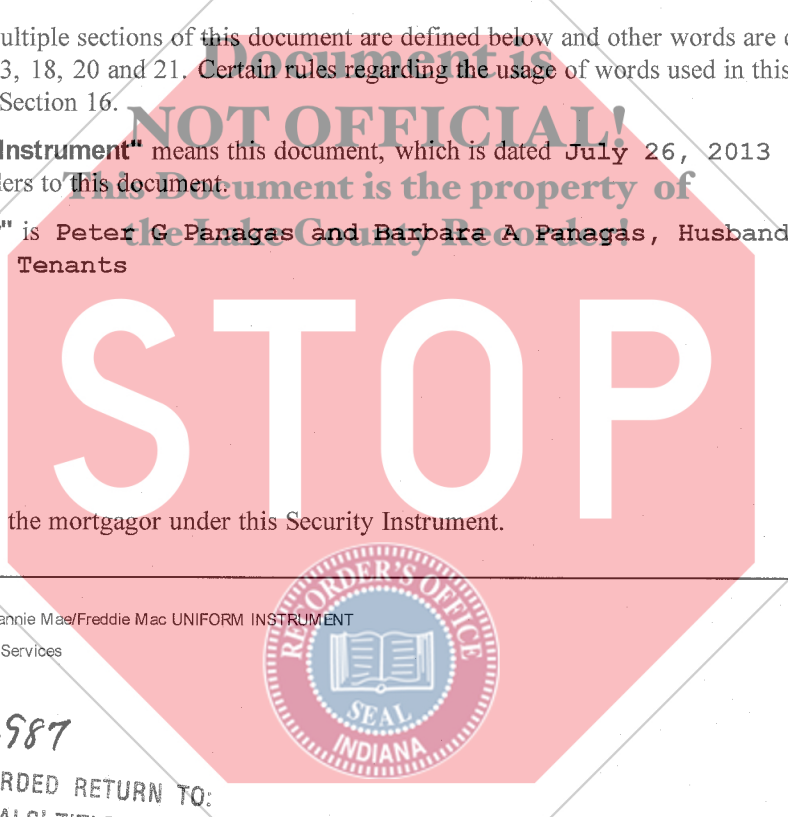 ultiple sections of this document are defined below and other words are
3, 18, 20 and 21. Certain rules regarding the usage of words used in this
Section 16.
Instrument" means this document, which is dated July 26, 2013
lers to this document.
" is Peter G Panagas and Barbara A Panagas, Husband
Tenants
Document is
NOT OFFICIAL!
This Document is the property of
the Lake County Recorder!
STOP
the mortgagor under this Security Instrument.
annie Mae/Freddie Mac UNIFORM INSTRUMENT
Services
RECORDER'S OFFICE
SEAL
INDIANA
987
RDED RETURN TO: